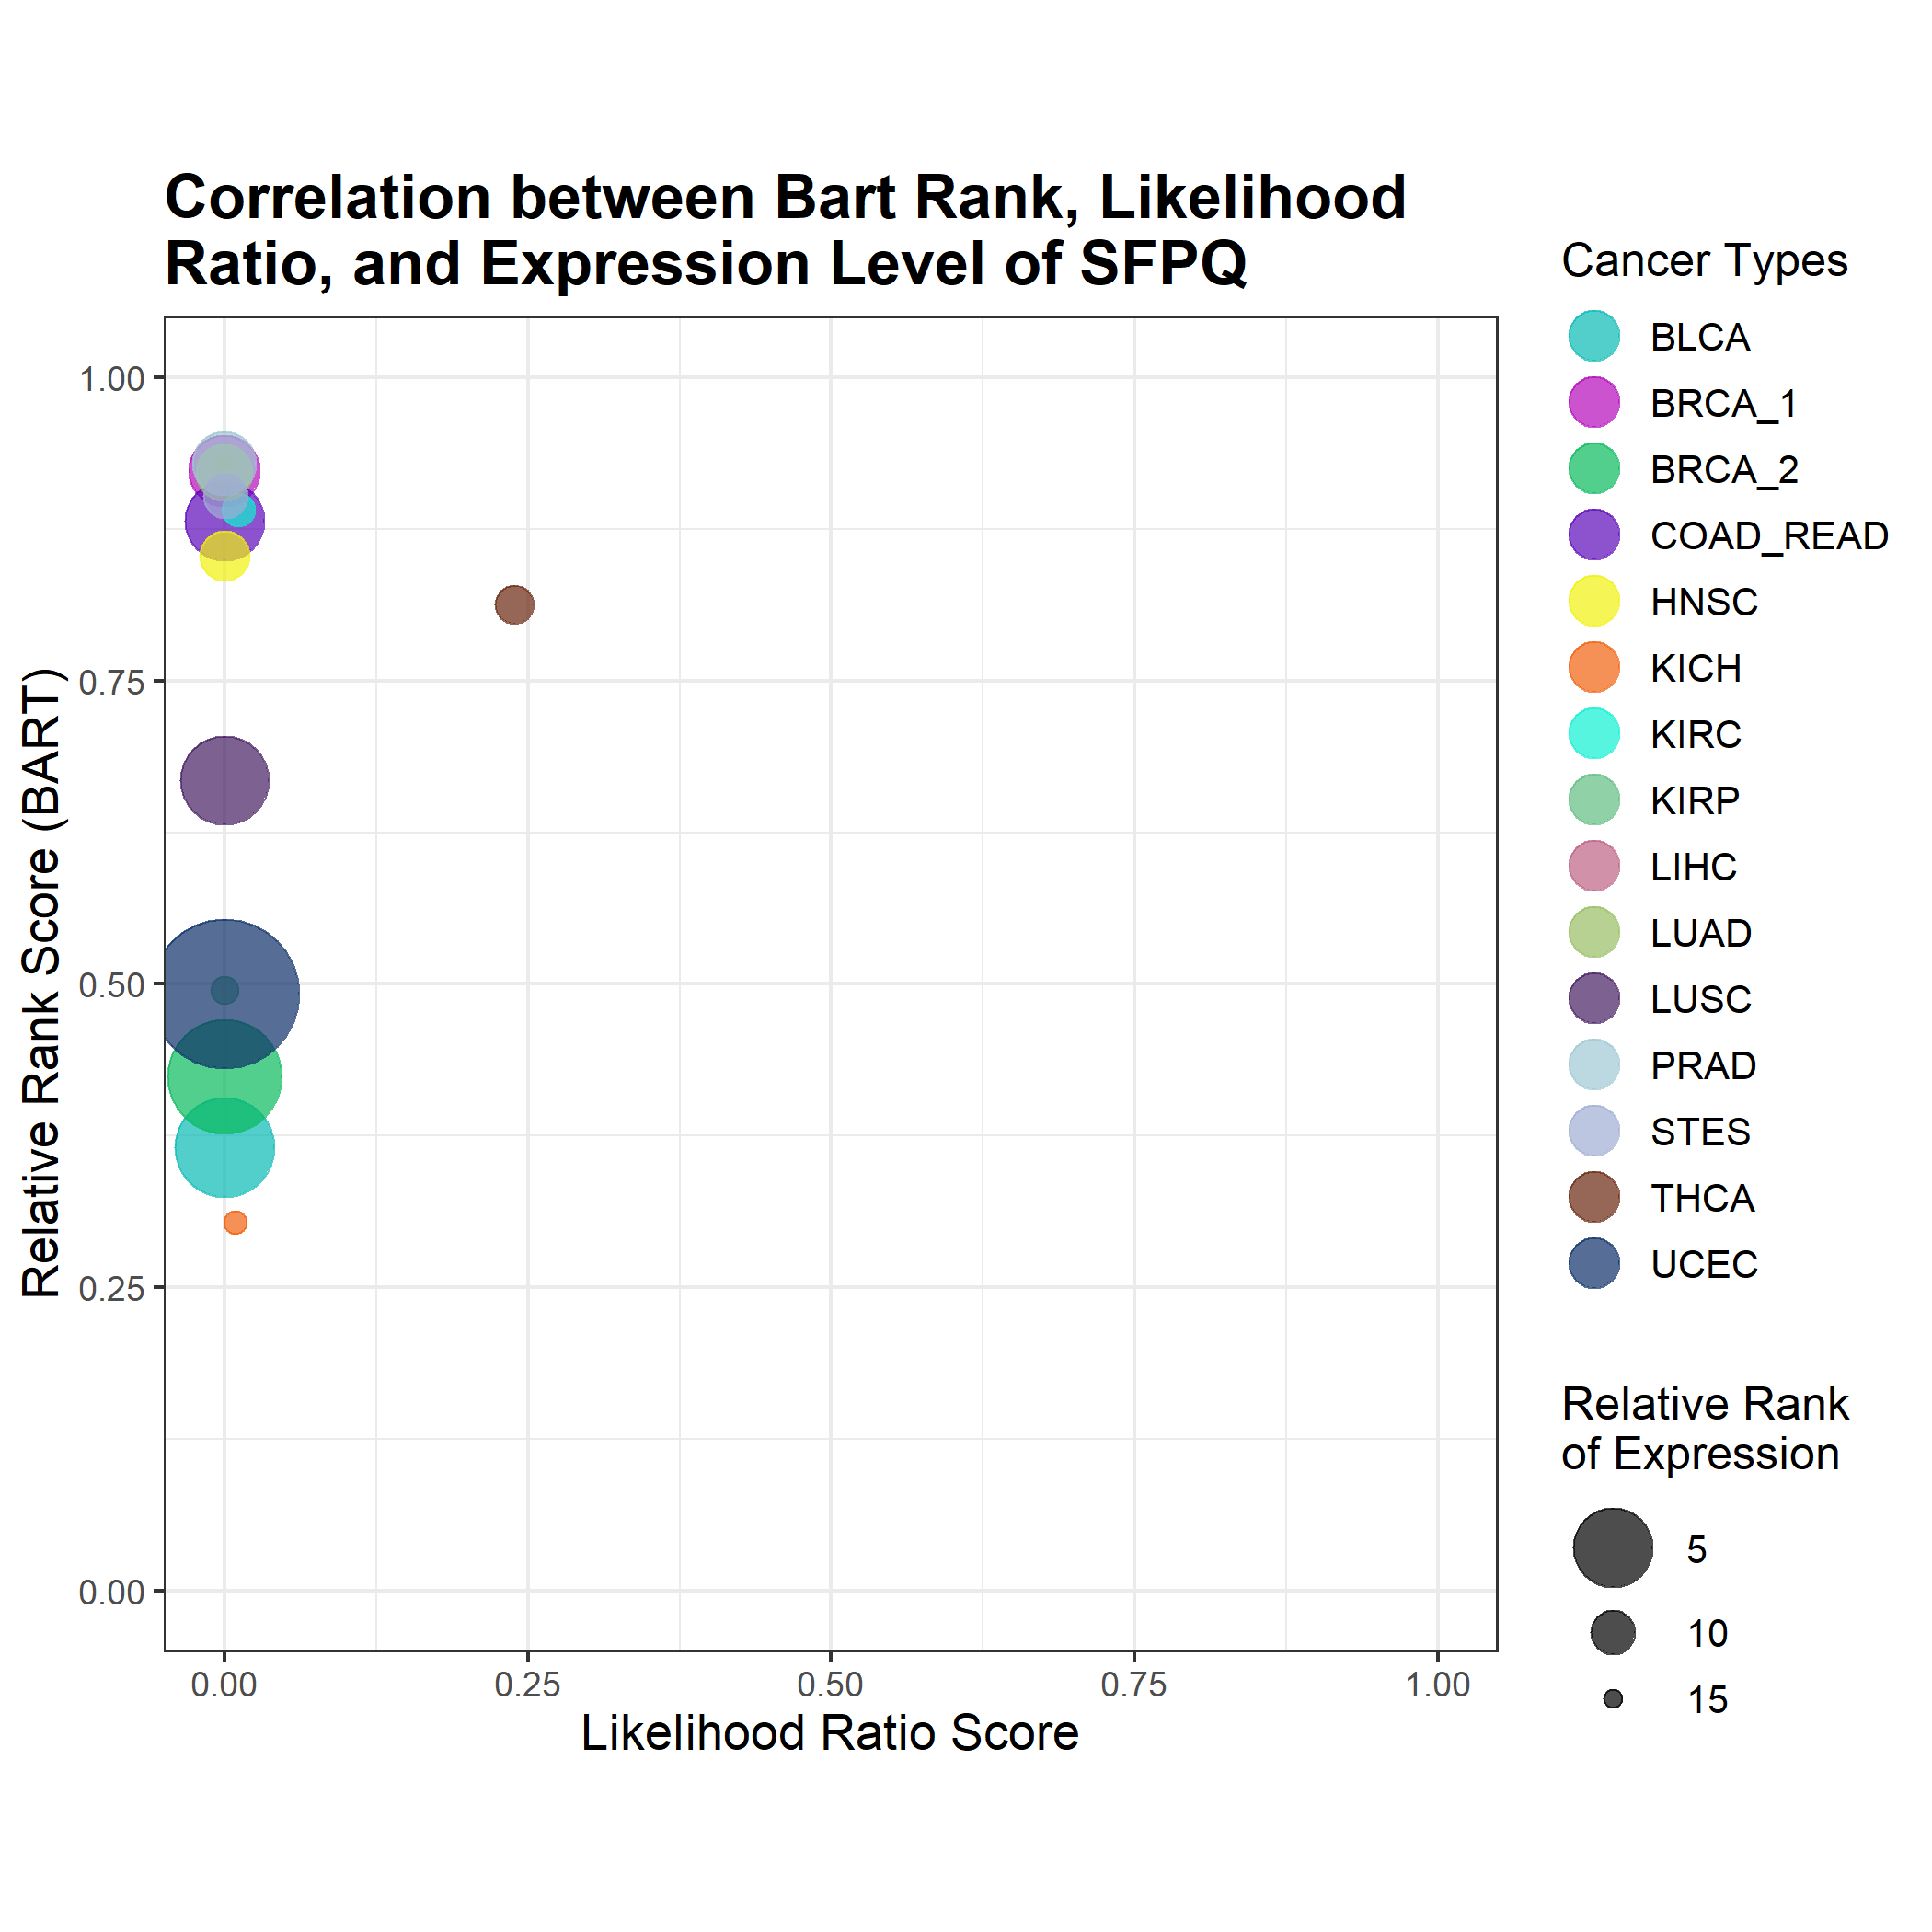 Correlation between Bart Rank, Likelihood
Ratio, and Expression Level of SFPQ
Relative Rank Score (BART)
1.00
0.75
0.50
0.25
0.00
0.00
0.25
0.50
0.75
1.00
Likelihood Ratio Score
Cancer Types
BLCA
BRCA_1
BRCA_2
COAD_READ
HNSC
KICH
KIRC
KIRP
LIHC
LUAD
LUSC
PRAD
STES
THCA
UCEC
Relative Rank
of Expression
5
10
15